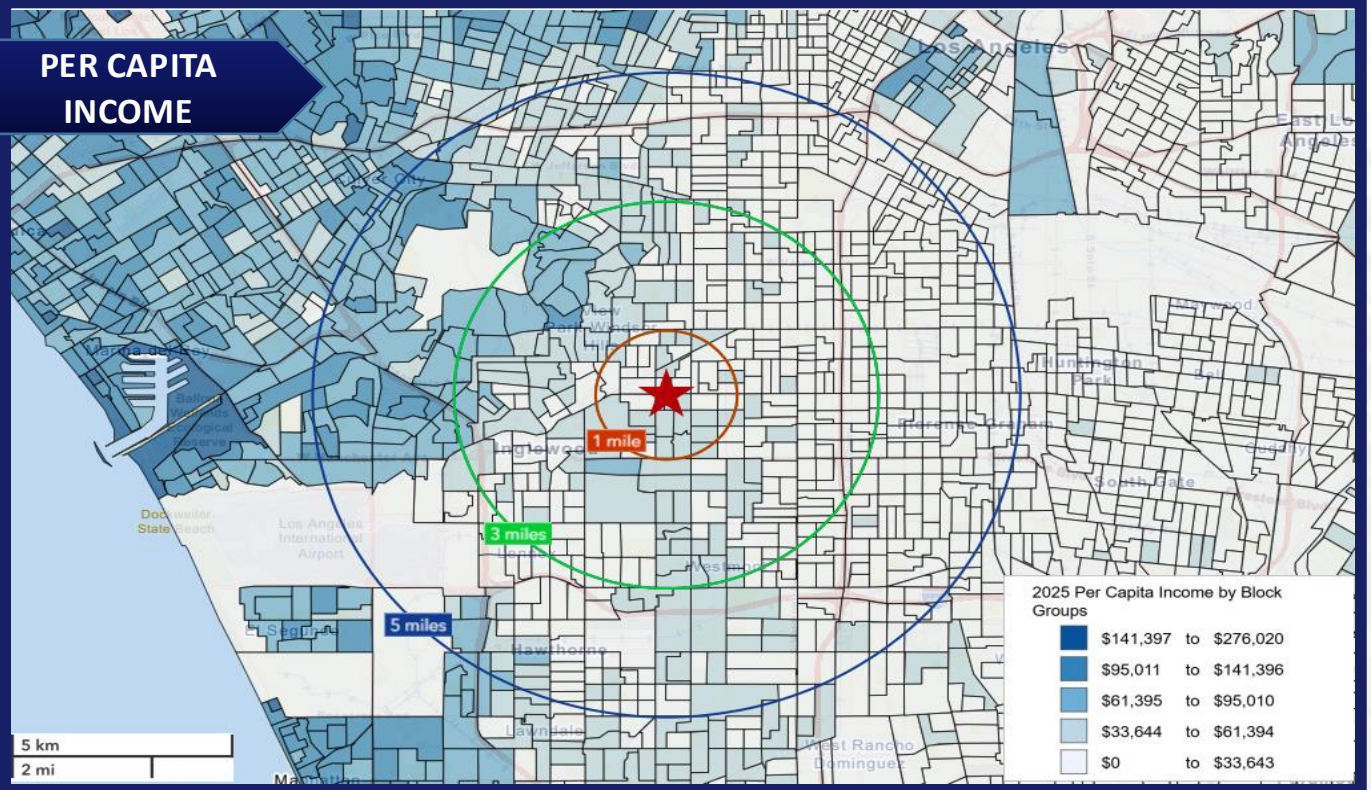 PER CAPITA
INCOME
Los Angeles
East Lo
Angeles
Culver City
View
Park-Windsor
Hills
Maywood
Marina del Rey
Huntington
Park
Bell
Ballona
Wetlands
Ecological
Reserve
Florence-Graham
1 mile
Inglewood
Cudahy
South Gate
Dockweiler
State Beach
Los Angeles
International
Airport
3 miles
Lennox
Westmont
5 miles
El Segundo
Hawthorne
Lawndale
West Rancho
Dominguez
2025 Per Capita Income by Block
Groups
$141,397 to $276,020
$95,011 to $141,396
$61,395 to $95,010
$33,644 to $61,394
$0 to $33,643
5 km
2 mi